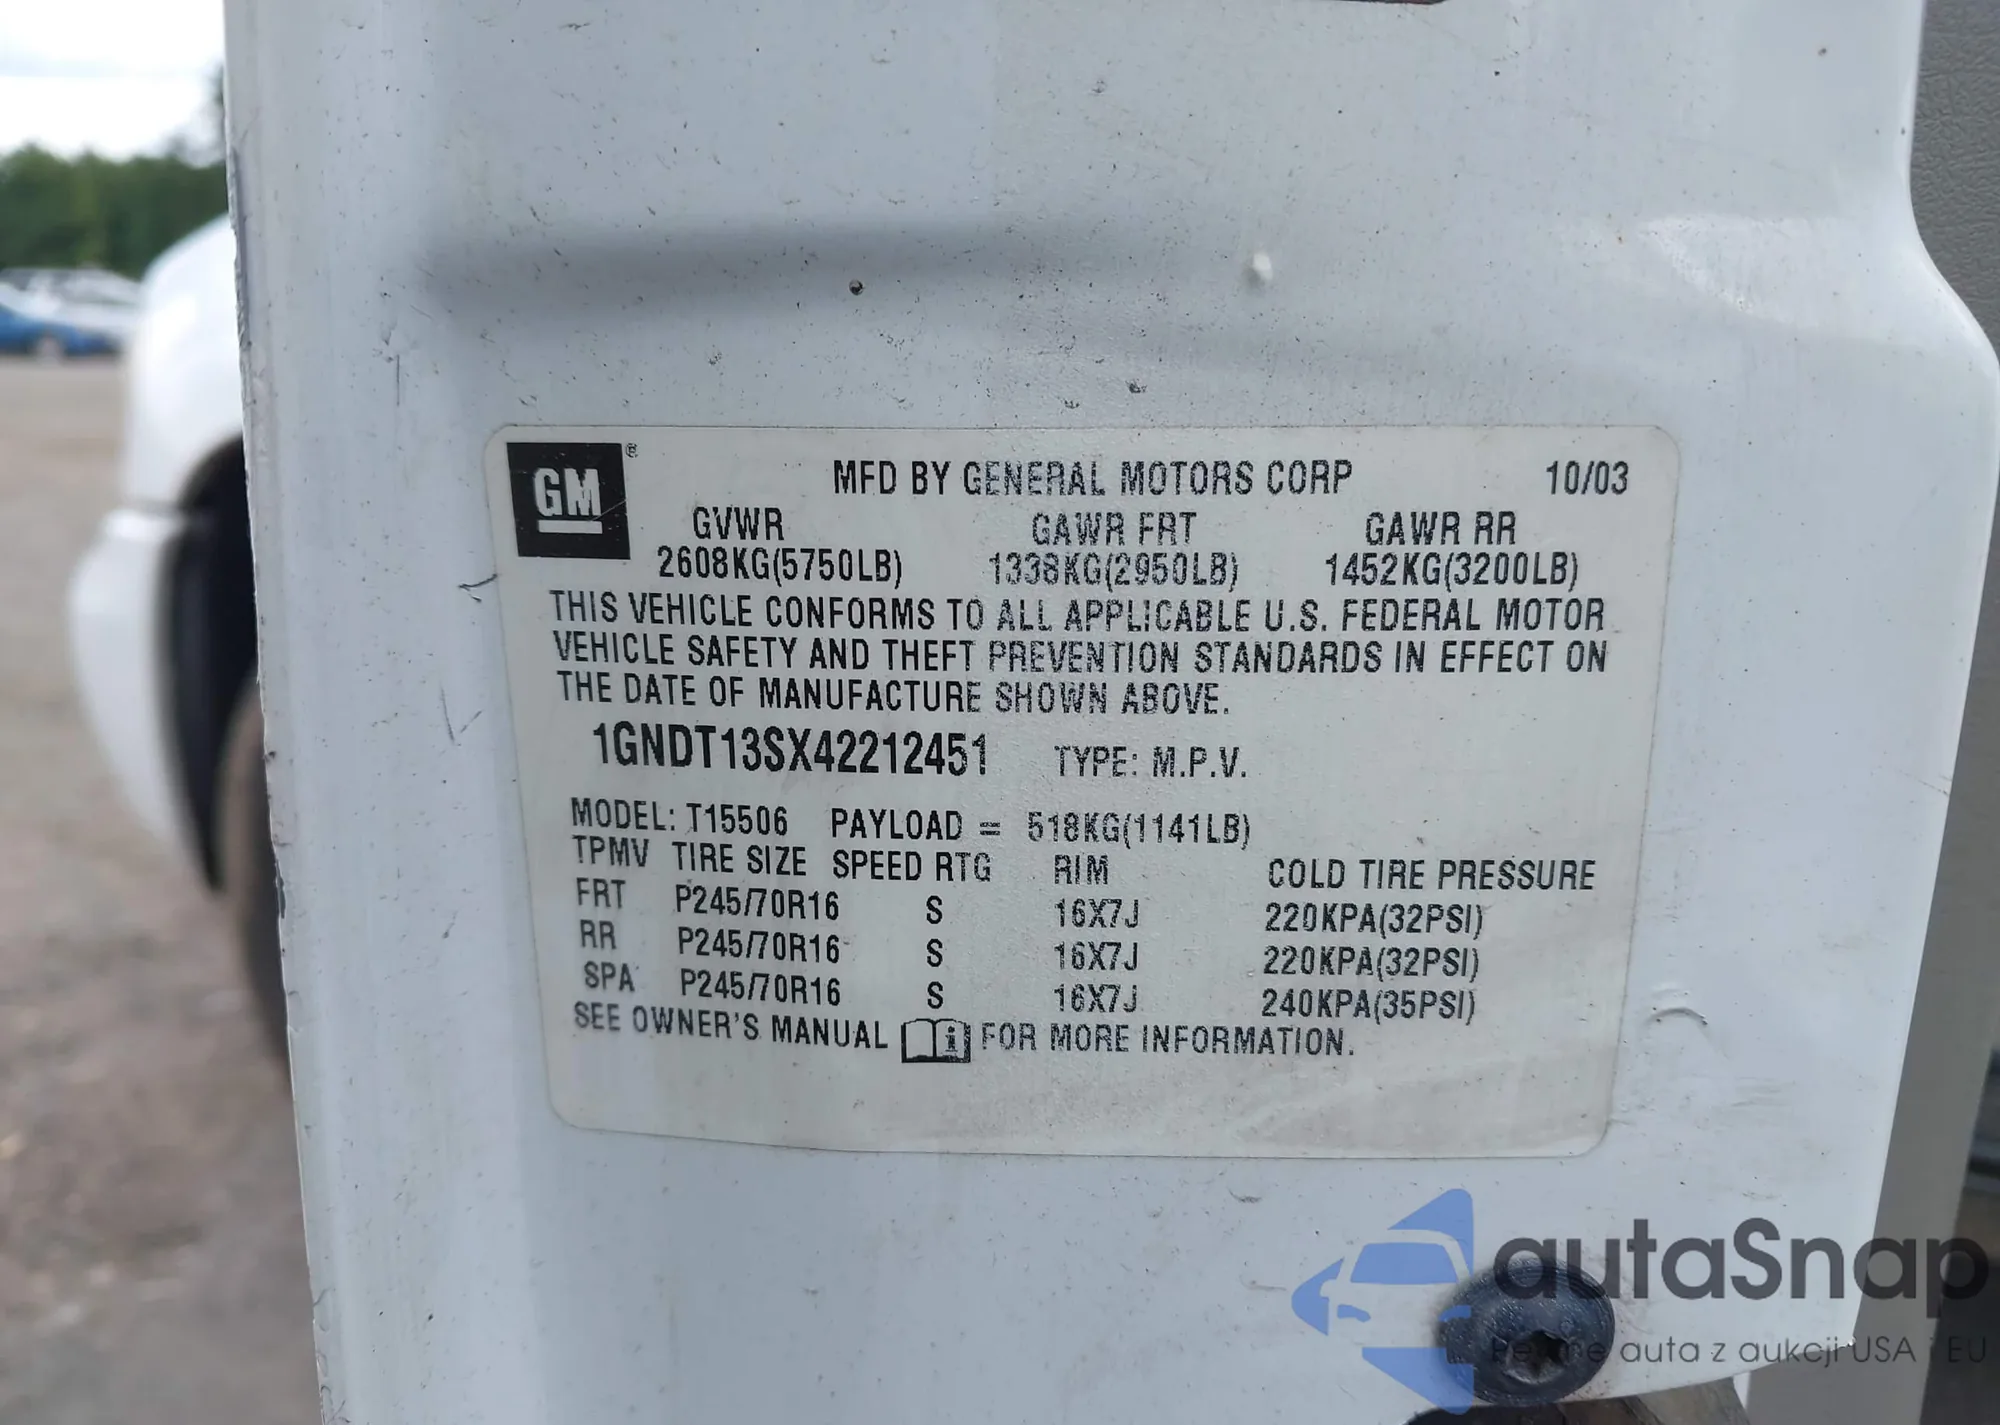 GM ®
MFD BY GENERAL MOTORS CORP 10/03
GVWR GAWR FRT GAWR RR
2608KG(5750LB) 1338KG(2950LB) 1452KG(3200LB)
THIS VEHICLE CONFORMS TO ALL APPLICABLE U.S. FEDERAL MOTOR
VEHICLE SAFETY AND THEFT PREVENTION STANDARDS IN EFFECT ON
THE DATE OF MANUFACTURE SHOWN ABOVE.
1GNDT13SX42212451 TYPE: M.P.V.
MODEL: T15506 PAYLOAD = 518KG(1141LB)
TPMV TIRE SIZE SPEED RTG RIM COLD TIRE PRESSURE
FRT P245/70R16 S 16X7J 220KPA(32PSI)
RR P245/70R16 S 16X7J 220KPA(32PSI)
SPA P245/70R16 S 16X7J 240KPA(35PSI)
SEE OWNER'S MANUAL i FOR MORE INFORMATION.
autaSnap
auta z aukcji USA i EU